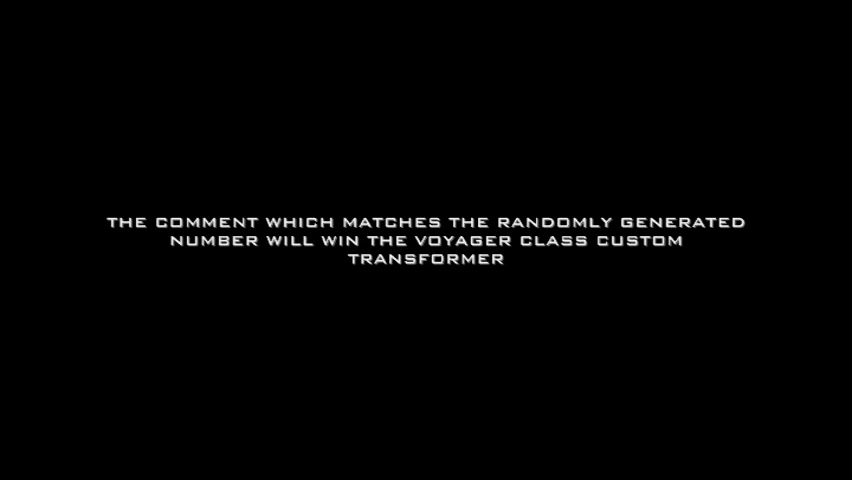 THE COMMENT WHICH MATCHES THE RANDOMLY GENERATED
NUMBER WILL WIN THE VOYAGER CLASS CUSTOM
TRANSFORMER